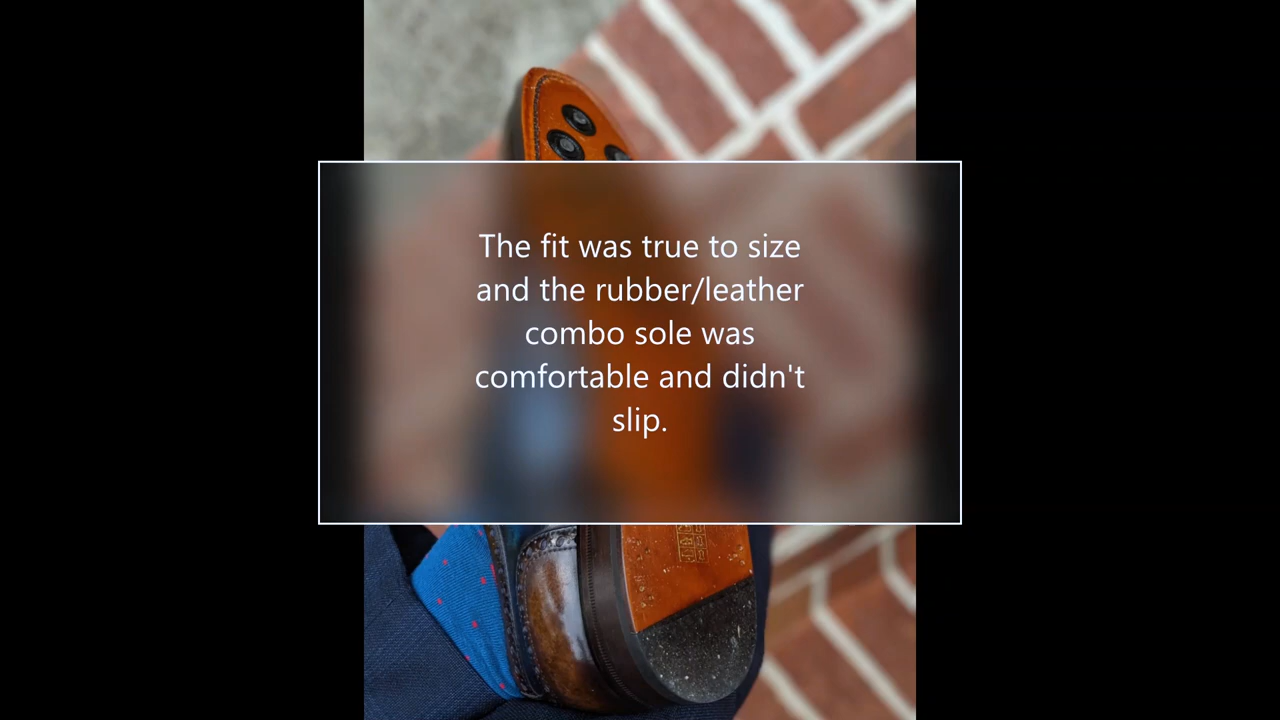 The fit was true to size
and the rubber/leather
combo sole was
comfortable and didn't
slip.